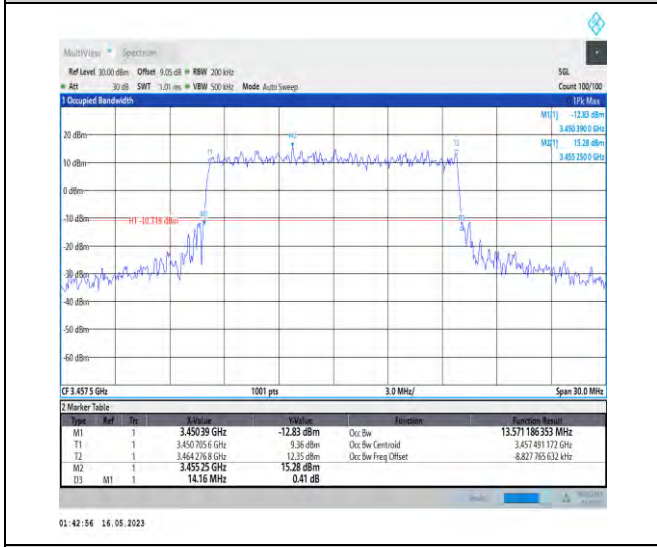 MultiView Spectrum
Ref Level 30.00 dBm Offset 9.05 dB RBW 200 kHz SGL
Att 30 dB SWT 1.01 ms VBW 500 kHz Mode Auto Sweep Count 100/100
1 Occupied Bandwidth 1Pk Max
M1[1] -12.83 dBm
3.450 390 0 GHz
20 dBm M2 M2[1] 15.28 dBm
T1 T2 3.455 250 0 GHz
10 dBm
0 dBm
M1
-10 dBm H1 -10.719 dBm D3
-20 dBm
-30 dBm
-40 dBm
-50 dBm
-60 dBm
CF 3.457 5 GHz 1001 pts 3.0 MHz/ Span 30.0 MHz
2 Marker Table
Type Ref Trc X-Value Y-Value Function Function Result
M1 1 3.450 39 GHz -12.83 dBm Occ Bw 13.571 186 353 MHz
T1 1 3.450 705 6 GHz 9.36 dBm Occ Bw Centroid 3.457 491 172 GHz
T2 1 3.464 276 8 GHz 12.35 dBm Occ Bw Freq Offset -8.827 765 632 kHz
M2 1 3.455 25 GHz 15.28 dBm
D3 M1 1 14.16 MHz 0.41 dB
01:42:56 16.05.2023